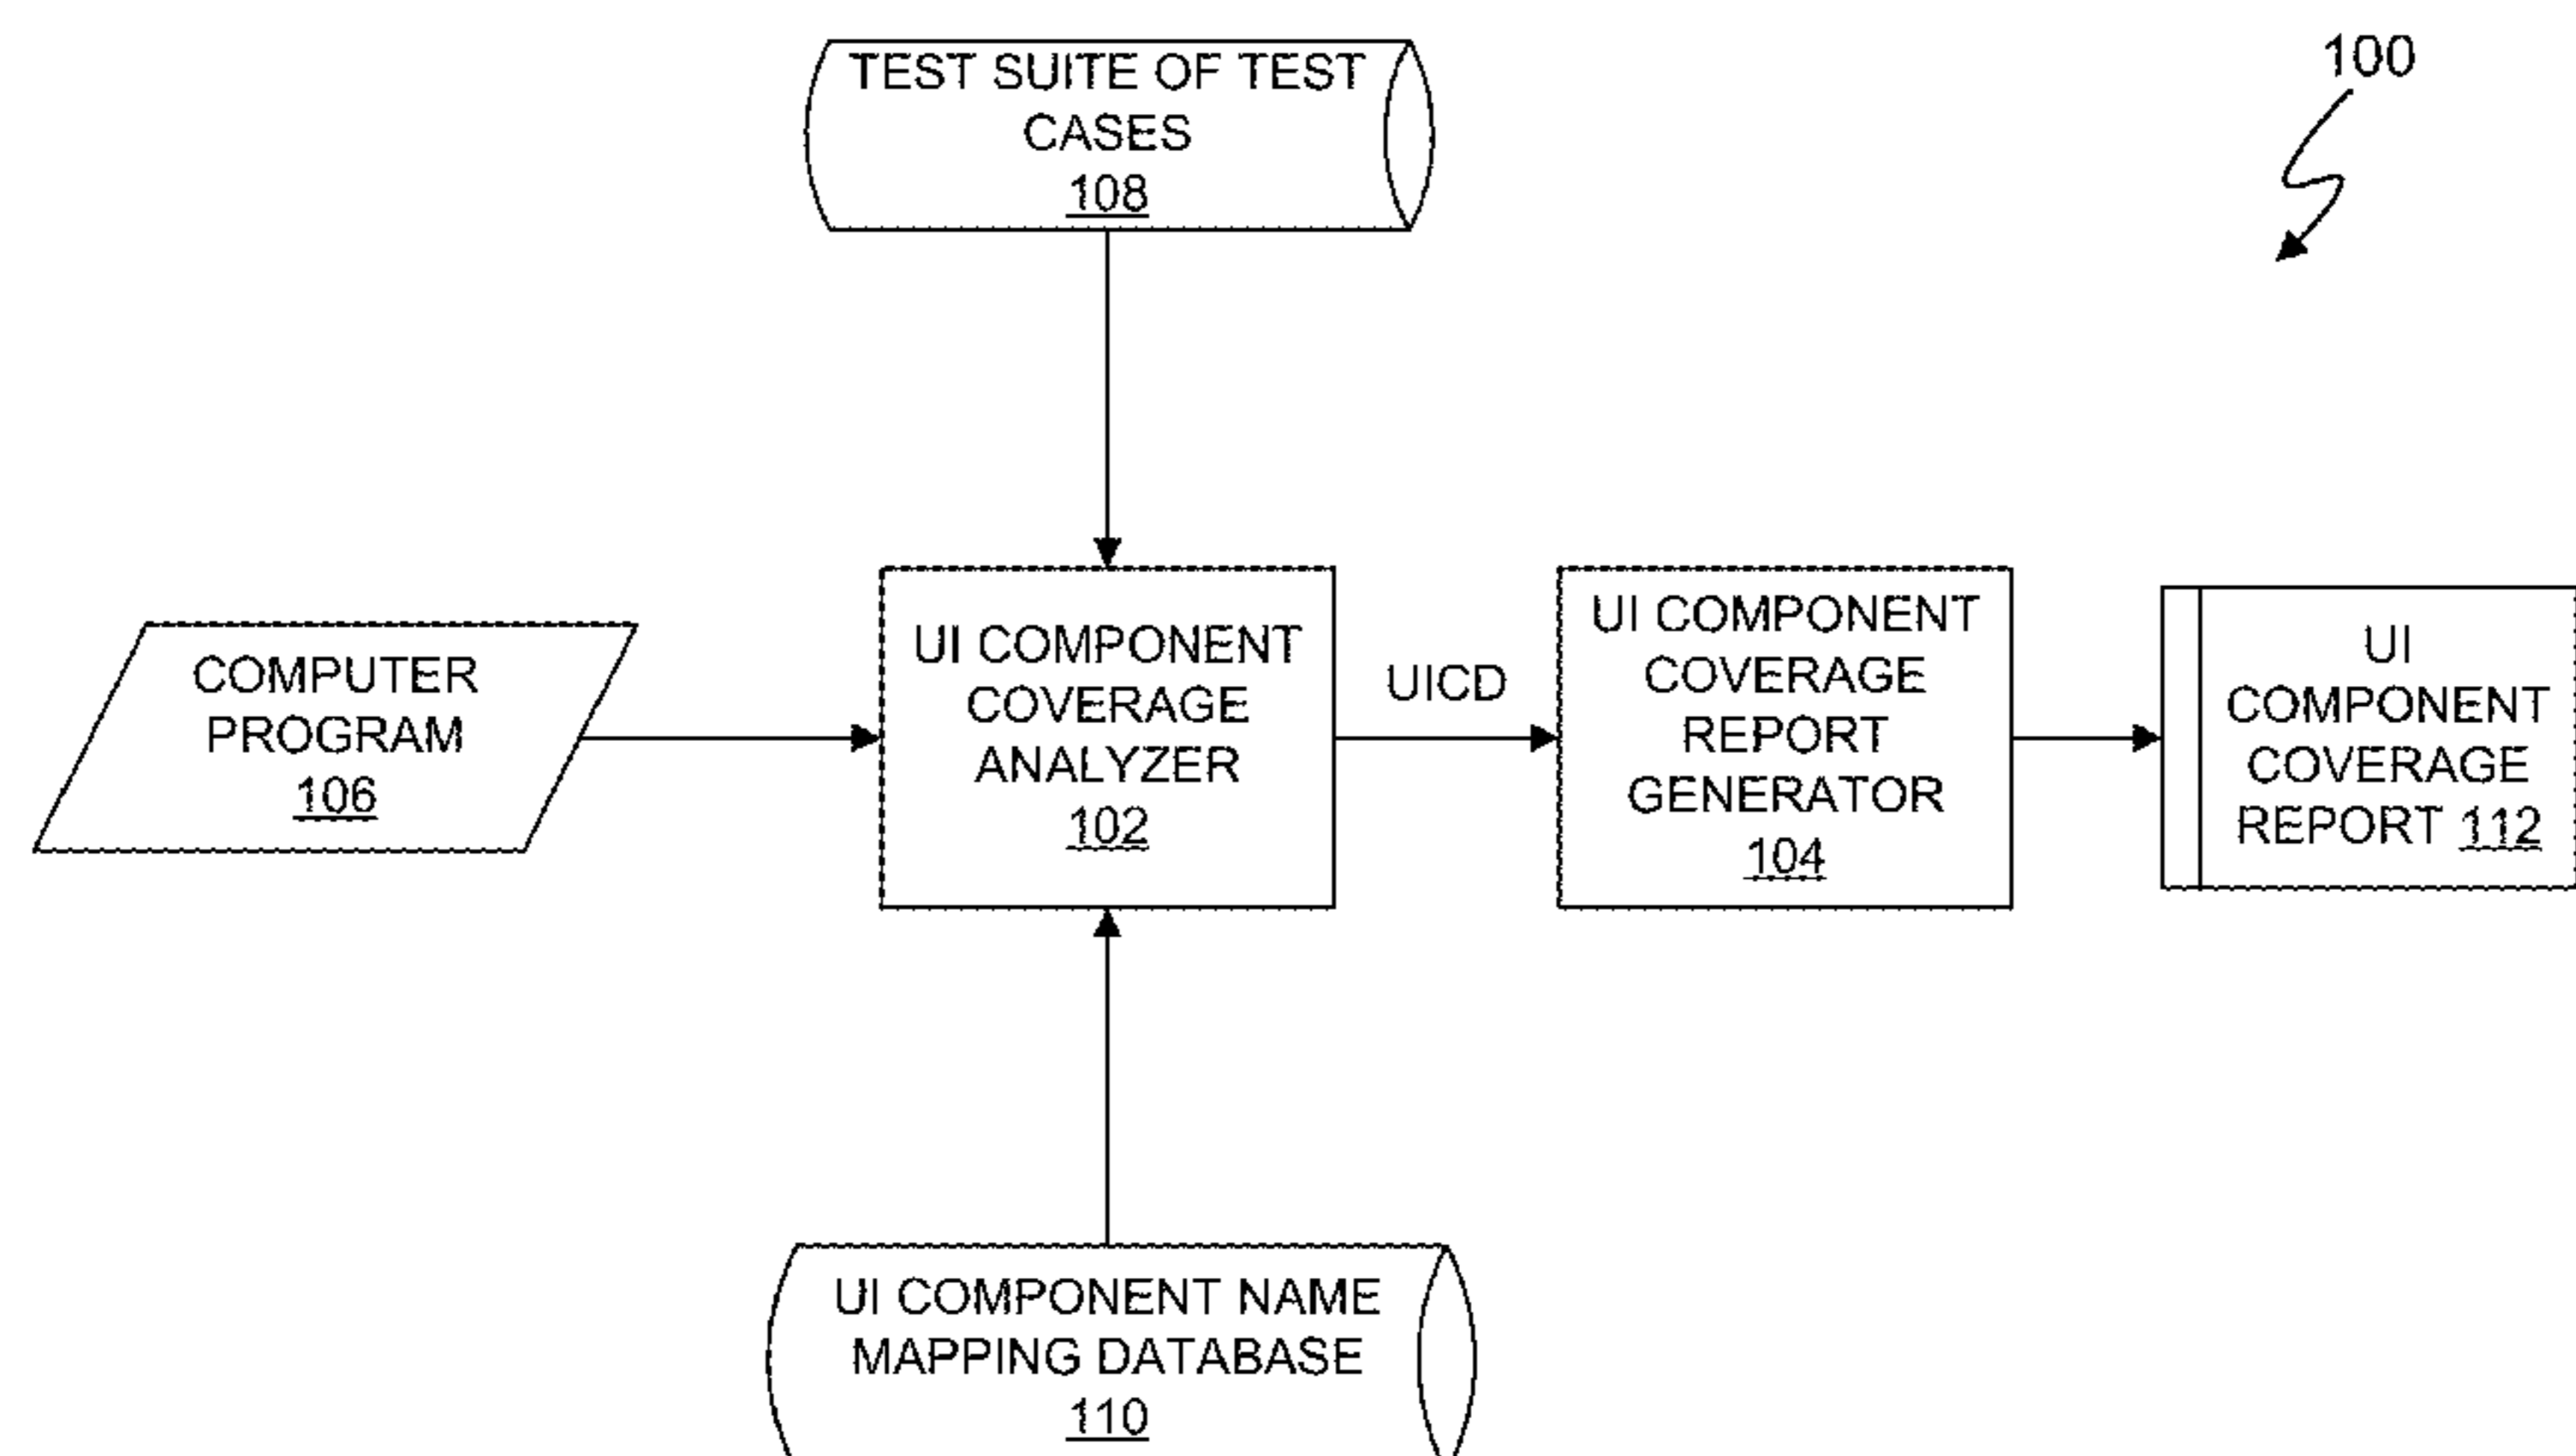 100
TEST SUITE OF TEST
CASES
108
COMPUTER
PROGRAM
106
UI COMPONENT
COVERAGE
ANALYZER
102
UICD
UI COMPONENT
COVERAGE
REPORT
GENERATOR
104
UI
COMPONENT
COVERAGE
REPORT 112
UI COMPONENT NAME
MAPPING DATABASE
110